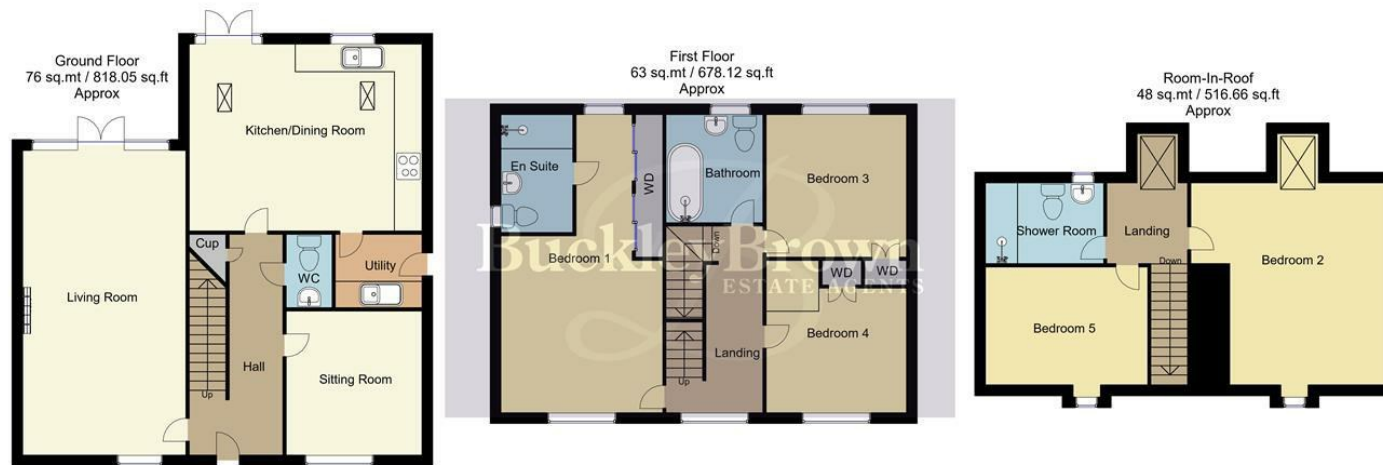 Ground Floor
76 sq.mt / 818.05 sq.ft
Approx
Kitchen/Dining Room
Cup
WC
Utility
Living Room
Hall
Sitting Room
Up
First Floor
63 sq.mt / 678.12 sq.ft
Approx
En Suite
WD
Bathroom
Bedroom 3
Down
Buckley Brown
ESTATE AGENTS
Bedroom 1
WD
WD
Bedroom 4
Landing
Up
Room-In-Roof
48 sq.mt / 516.66 sq.ft
Approx
Shower Room
Landing
Down
Bedroom 2
Bedroom 5